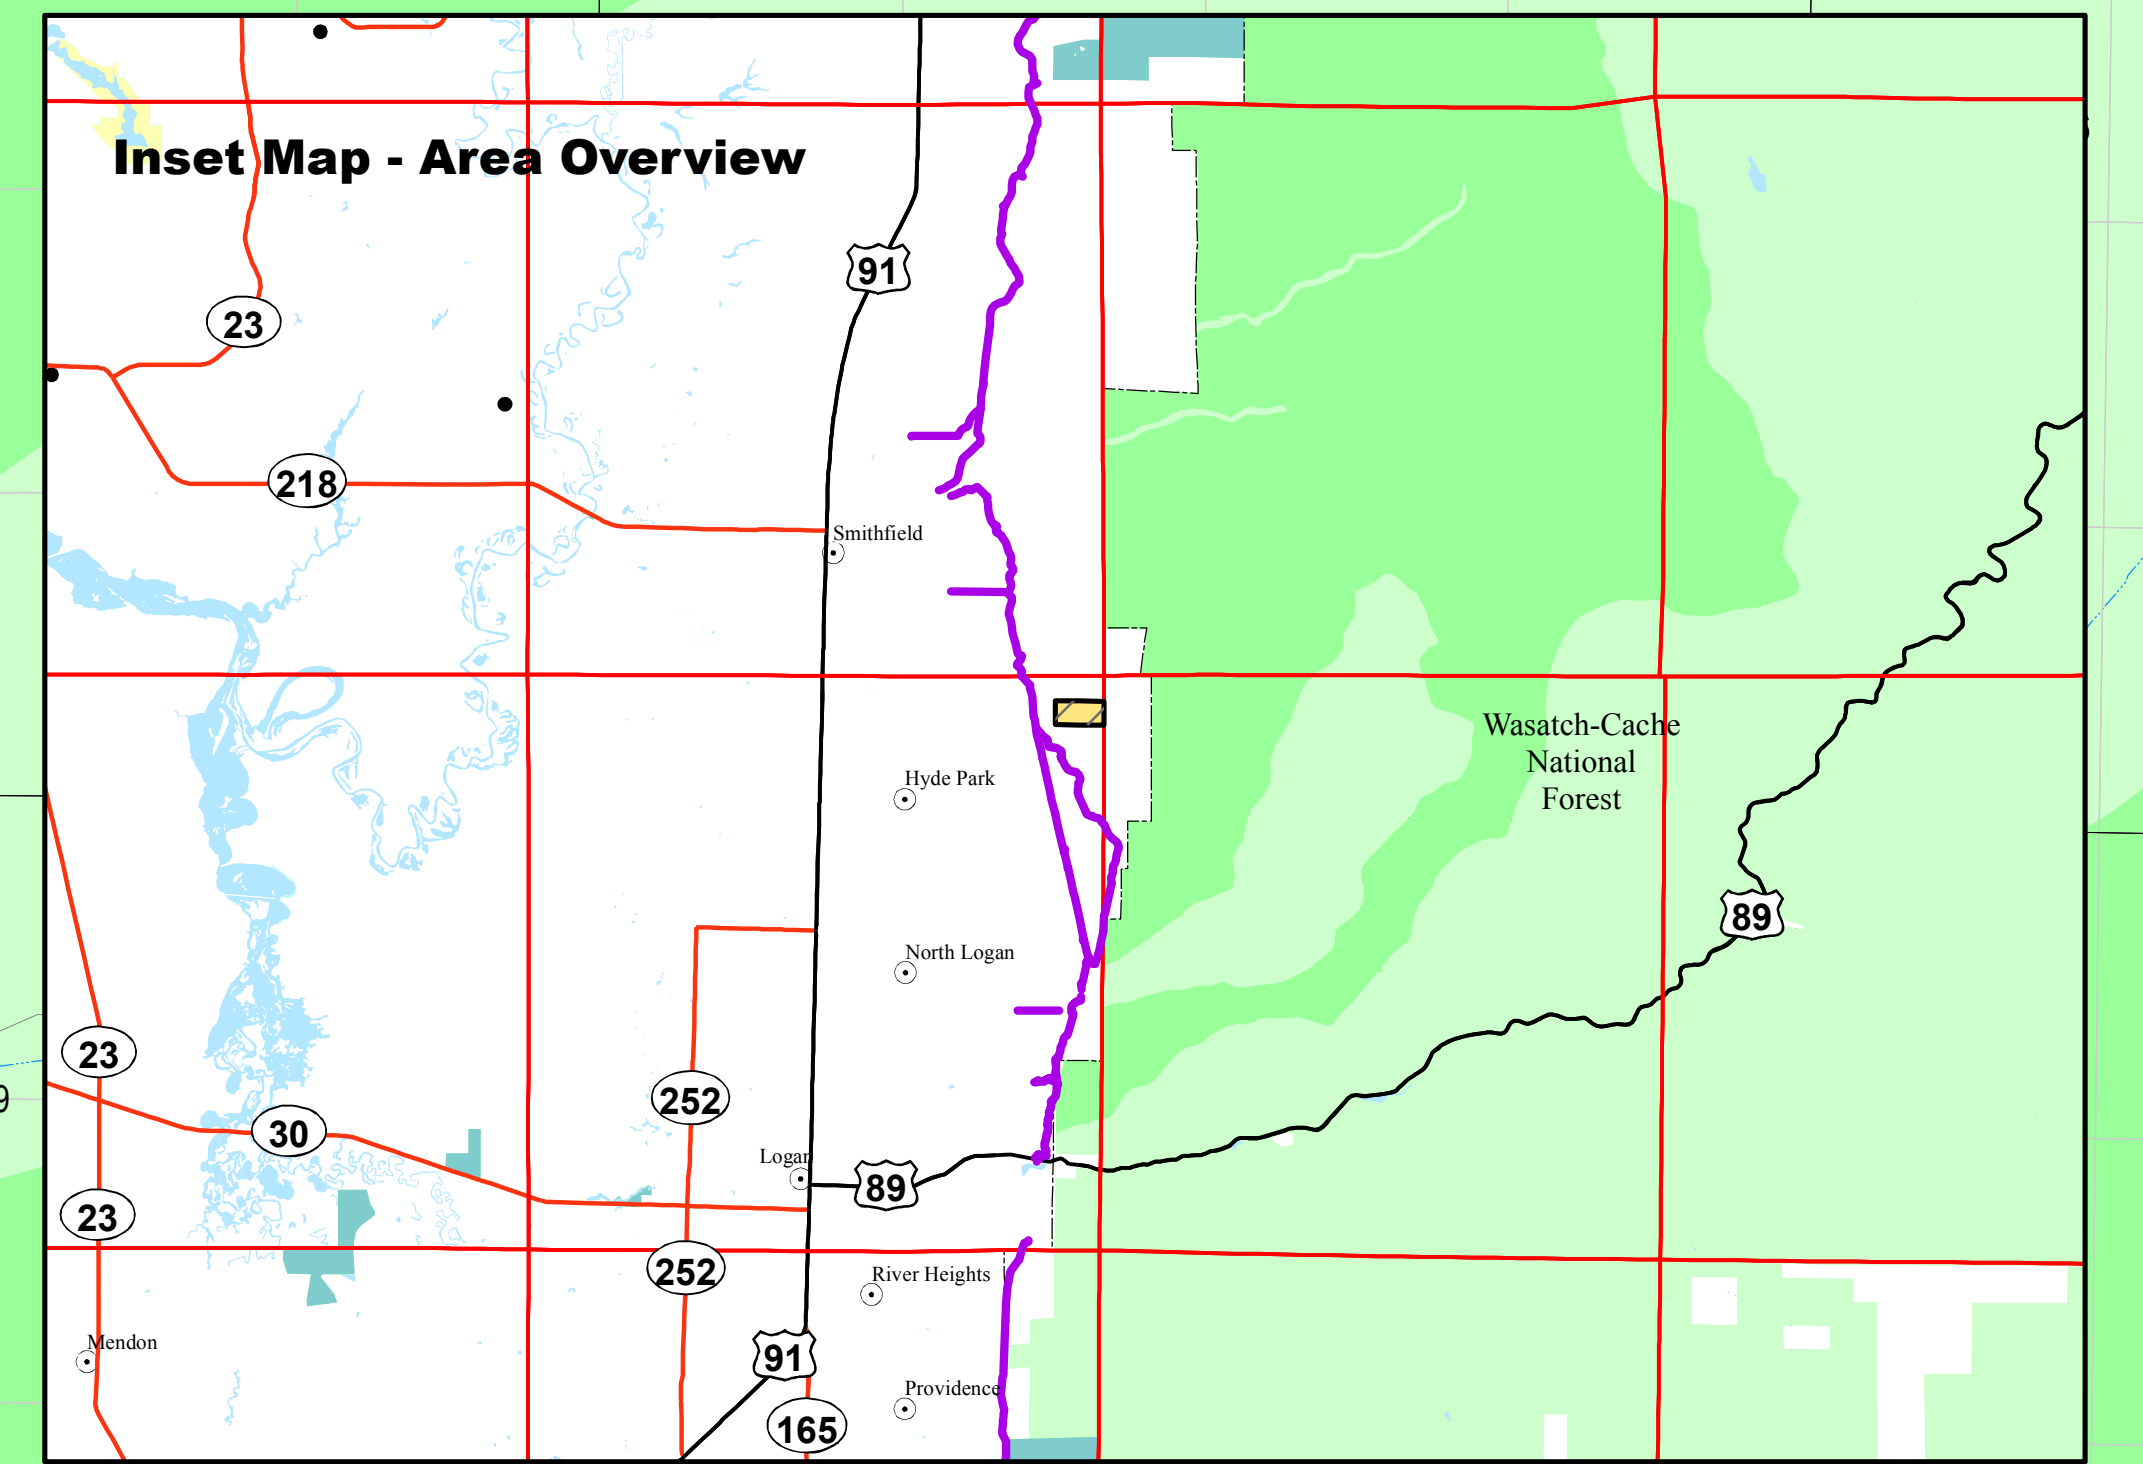 Inset Map - Area Overview
91
23
218
Smithfield
Wasatch-Cache
National
Forest
Hyde Park
89
North Logan
23
9
252
30
Logan
89
23
252
River Heights
Mendon
91
Providence
165